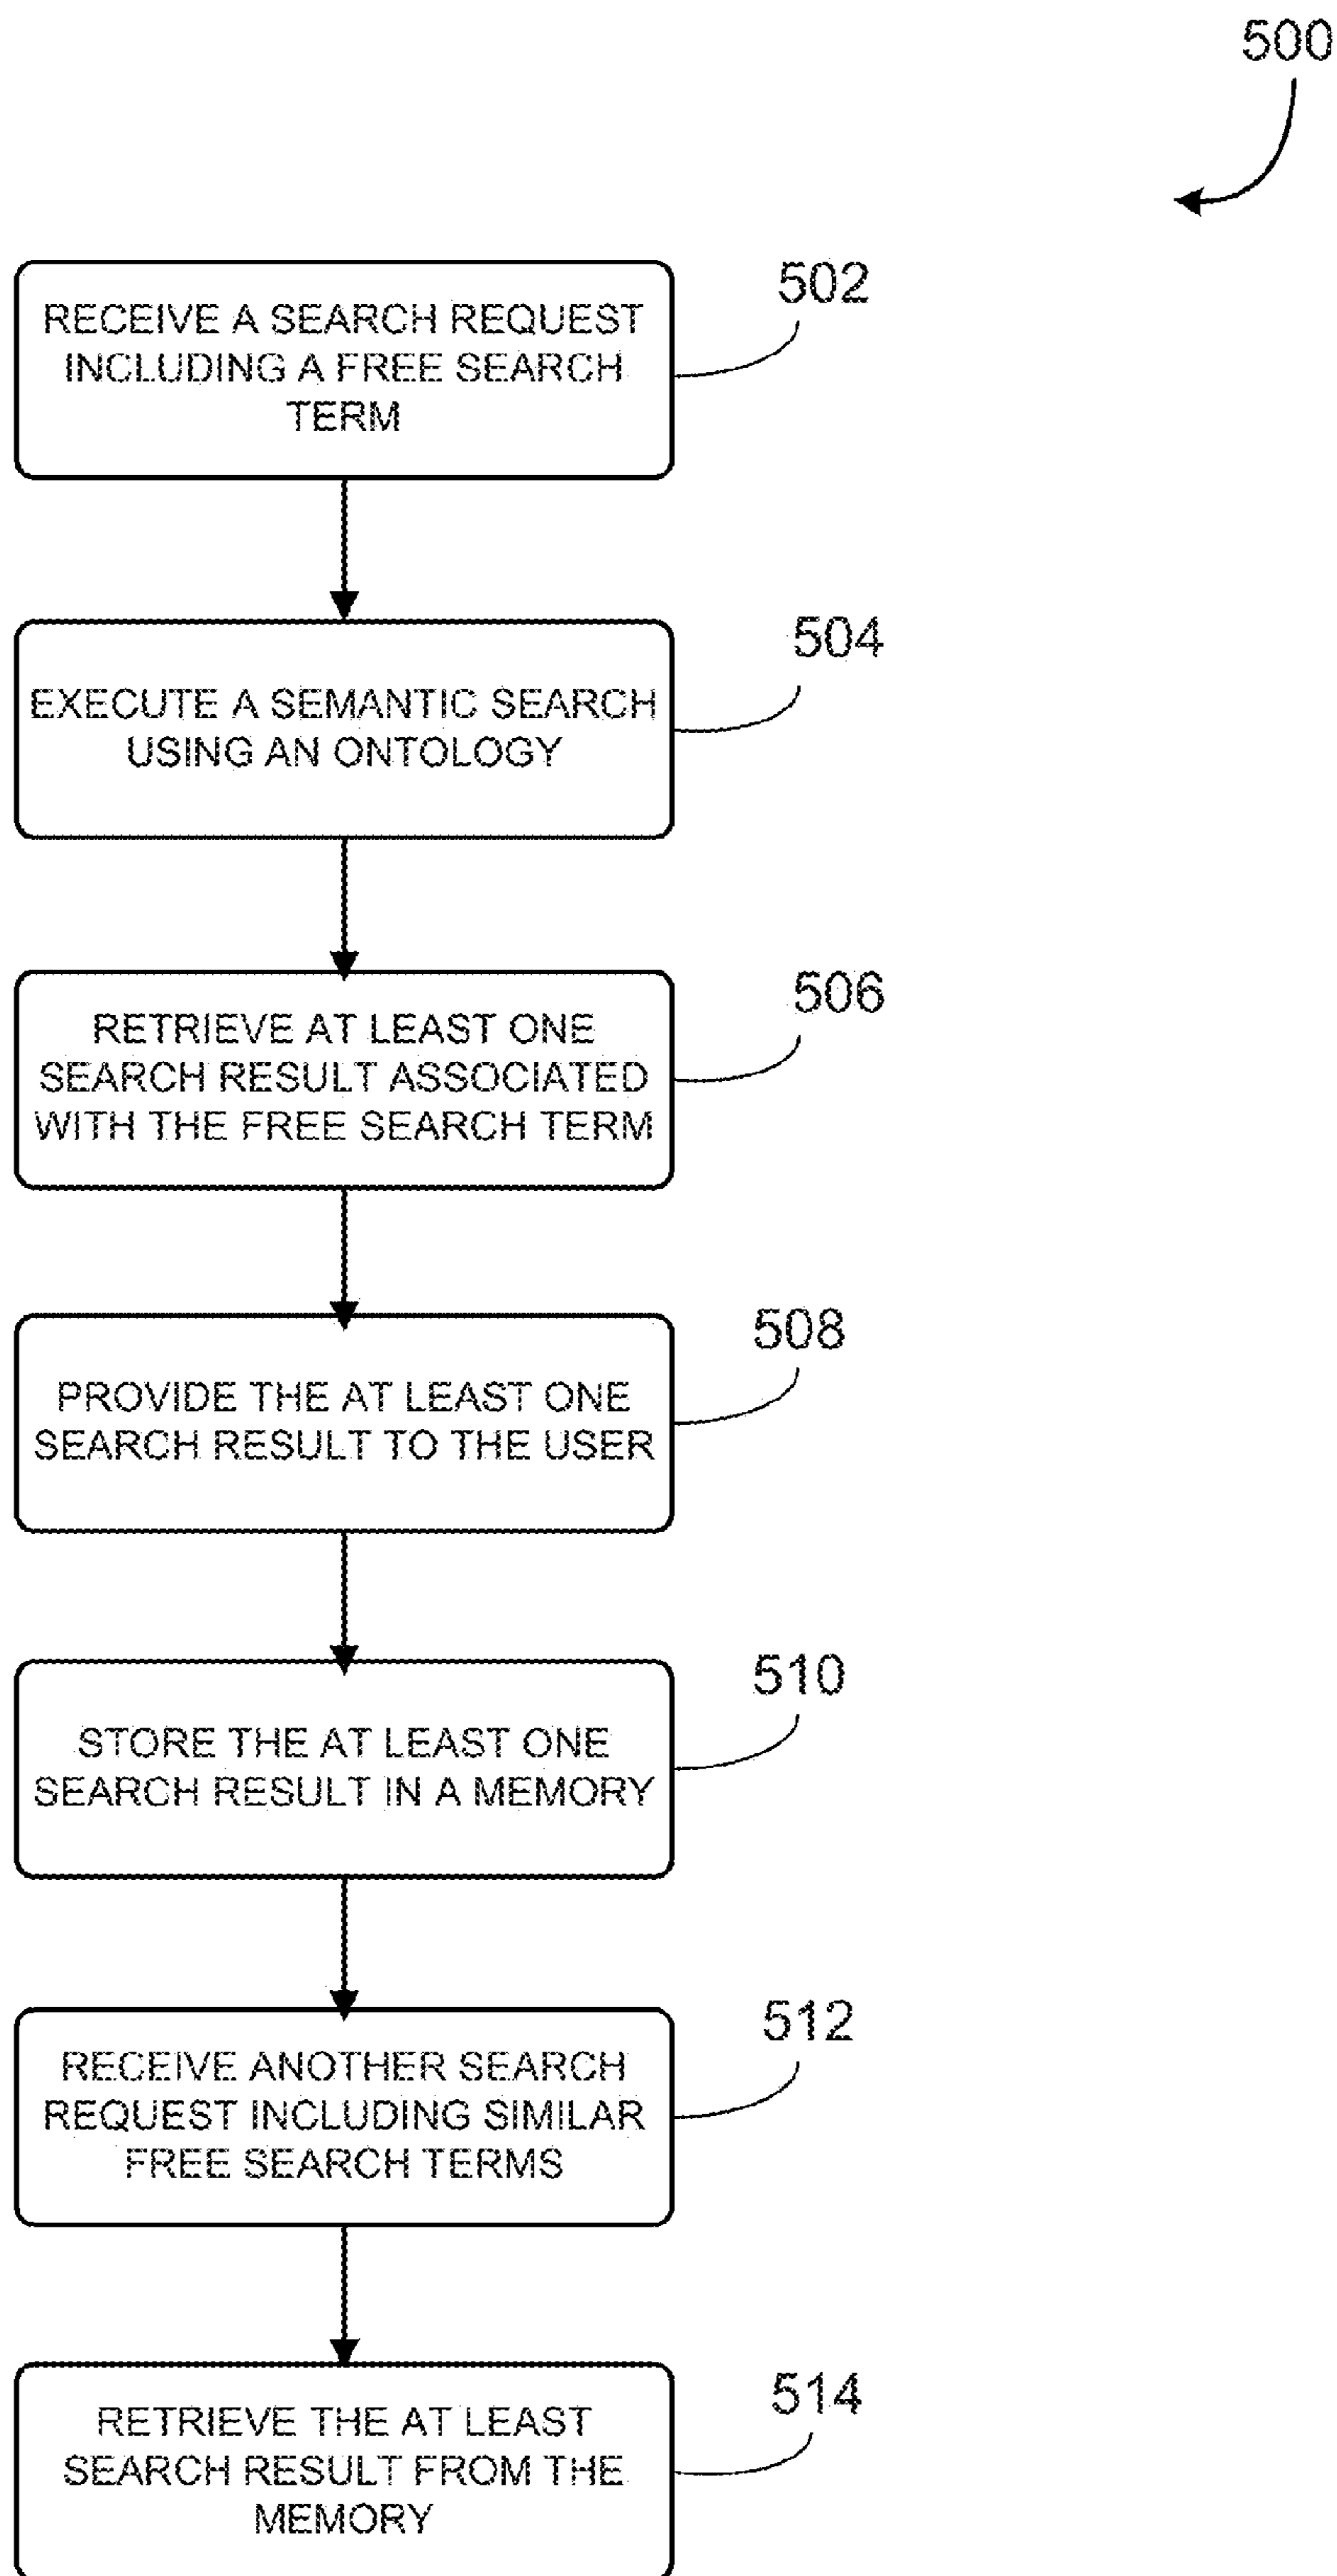 500
502
RECEIVE A SEARCH REQUEST
INCLUDING A FREE SEARCH
TERM
504
EXECUTE A SEMANTIC SEARCH
USING AN ONTOLOGY
506
RETRIEVE AT LEAST ONE
SEARCH RESULT ASSOCIATED
WITH THE FREE SEARCH TERM
508
PROVIDE THE AT LEAST ONE
SEARCH RESULT TO THE USER
510
STORE THE AT LEAST ONE
SEARCH RESULT IN A MEMORY
512
RECEIVE ANOTHER SEARCH
REQUEST INCLUDING SIMILAR
FREE SEARCH TERMS
514
RETRIEVE THE AT LEAST
SEARCH RESULT FROM THE
MEMORY